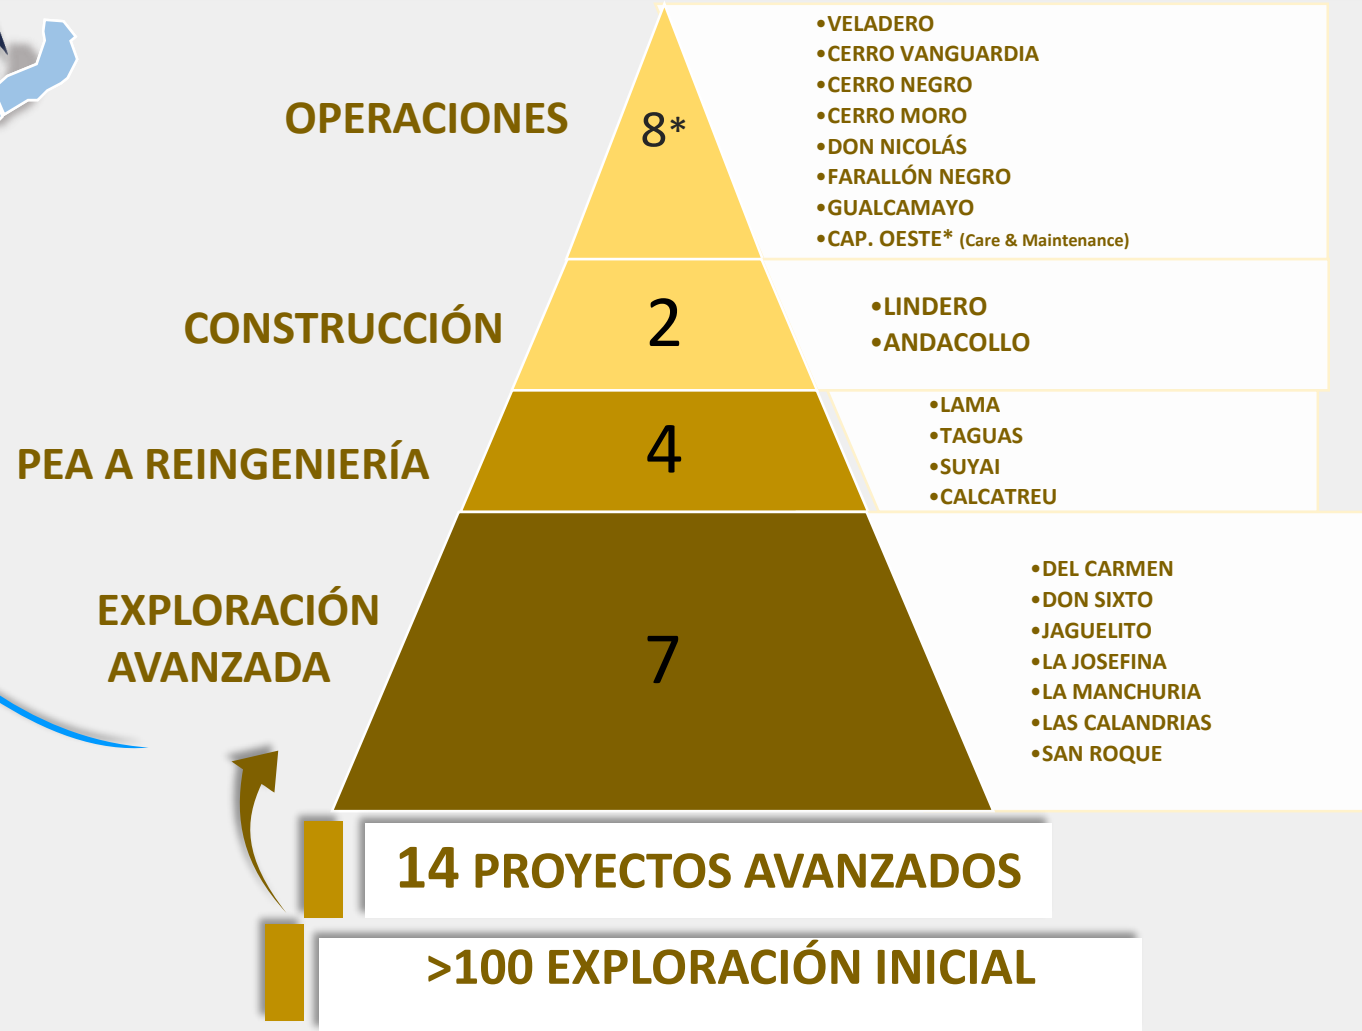 OPERACIONES
8*
•VELADERO
•CERRO VANGUARDIA
•CERRO NEGRO
•CERRO MORO
•DON NICOLÁS
•FARALLÓN NEGRO
•GUALCAMAYO
•CAP. OESTE* (Care & Maintenance)
CONSTRUCCIÓN
2
•LINDERO
•ANDACOLLO
PEA A REINGENIERÍA
4
•LAMA
•TAGUAS
•SUYAI
•CALCATREU
EXPLORACIÓN
AVANZADA
7
•DEL CARMEN
•DON SIXTO
•JAGUELITO
•LA JOSEFINA
•LA MANCHURIA
•LAS CALANDRIAS
•SAN ROQUE
14 PROYECTOS AVANZADOS
>100 EXPLORACIÓN INICIAL